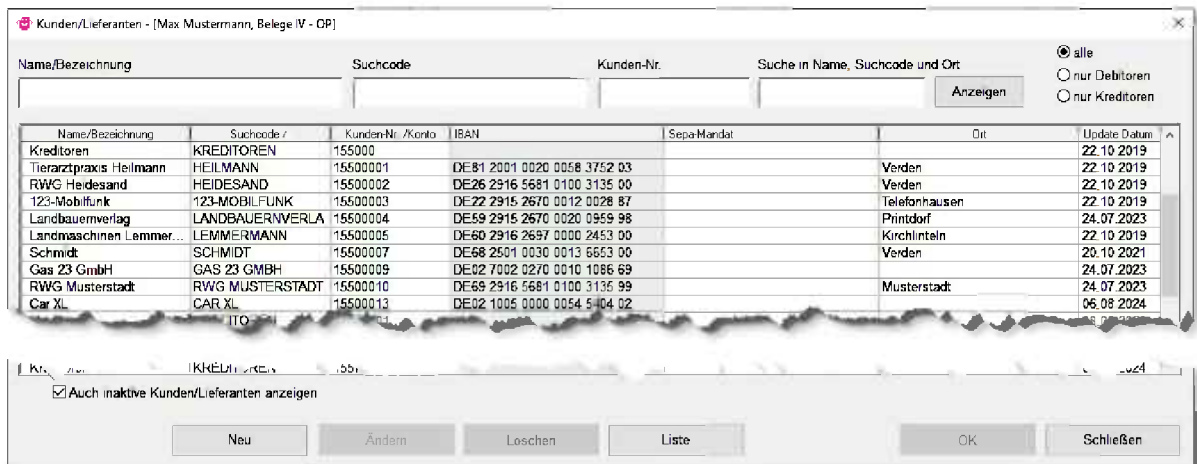 Kunden/Lieferanten - [Max Mustermann, Belege IV - OP]
alle
Name/Bezeichnung Suchcode Kunden-Nr. Suche in Name, Suchcode und Ort
nur Debitoren
Anzeigen
nur Kreditoren
Name/Bezeichnung Suchcode / Kunden-Nr. /Konto IBAN Sepa-Mandat Ort Update Datum
Kreditoren KREDITOREN 155000 22.10.2019
Tierarztpraxis Heilmann HEILMANN 15500001 DE81 2001 0020 0058 3752 03 Verden 22.10.2019
RWG Heidesand HEIDESAND 15500002 DE26 2916 5681 0100 3135 00 Verden 22.10.2019
123-Mobilfunk 123-MOBILFUNK 15500003 DE22 2915 2670 0012 0028 87 Telefonhausen 22.10.2019
Landbauernverlag LANDBAUERNVERLA 15500004 DE59 2915 2670 0020 0959 98 Printdorf 24.07.2023
Landmaschinen Lemmer... LEMMERMANN 15500005 DE60 2916 2697 0000 2453 00 Kirchlinteln 22.10.2019
Schmidt SCHMIDT 15500007 DE68 2501 0030 0013 6653 00 Verden 20.10.2021
Gas 23 GmbH GAS 23 GMBH 15500009 DE02 7002 0270 0010 1086 69 24.07.2023
RWG Musterstadt RWG MUSTERSTADT 15500010 DE69 2916 5681 0100 3135 99 Musterstadt 24.07.2023
Car XL CAR XL 15500013 DE02 1005 0000 0054 5404 02 06.08.2024
Auch inaktive Kunden/Lieferanten anzeigen
Neu Ändern Löschen Liste OK Schließen